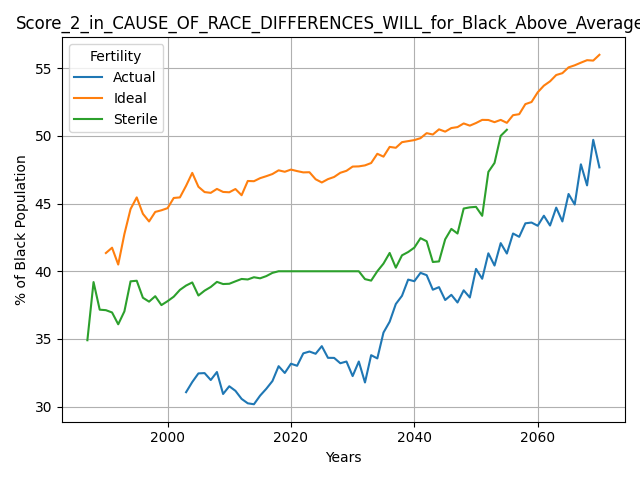 Score_2_in_CAUSE_OF_RACE_DIFFERENCES_WILL_for_Black_Above_Average
Fertility
Actual
Ideal
Sterile
% of Black Population
55
50
45
40
35
30
2000
2020
2040
2060
Years